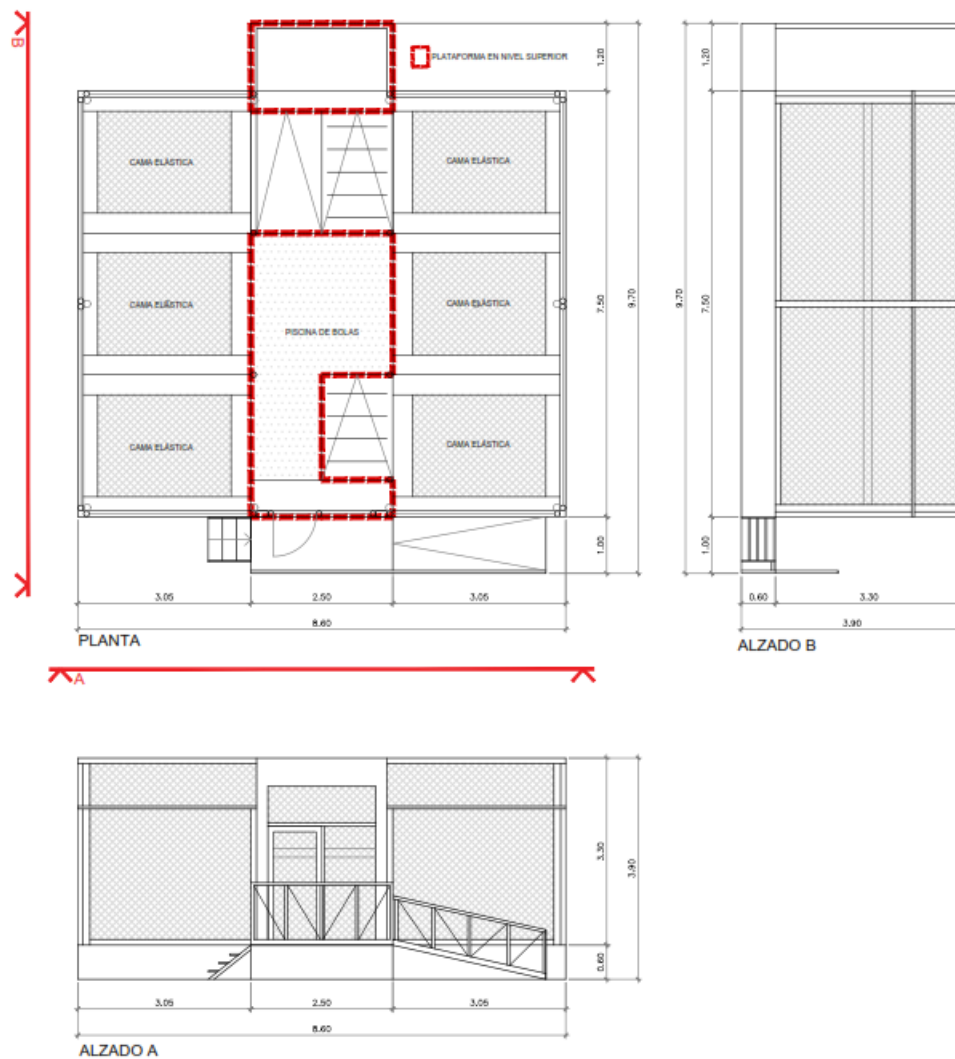 B
PLATAFORMA EN NIVEL SUPERIOR
1.20
1.20
CAMA ELÁSTICA
CAMA ELÁSTICA
CAMA ELÁSTICA
CAMA ELÁSTICA
PISCINA DE BOLAS
7.50
9.70
9.70
7.50
CAMA ELÁSTICA
CAMA ELÁSTICA
1.00
1.00
3.05
2.50
3.05
0.60
3.30
8.60
3.90
PLANTA
ALZADO B
A
3.30
3.90
0.60
3.05
2.50
3.05
8.60
ALZADO A